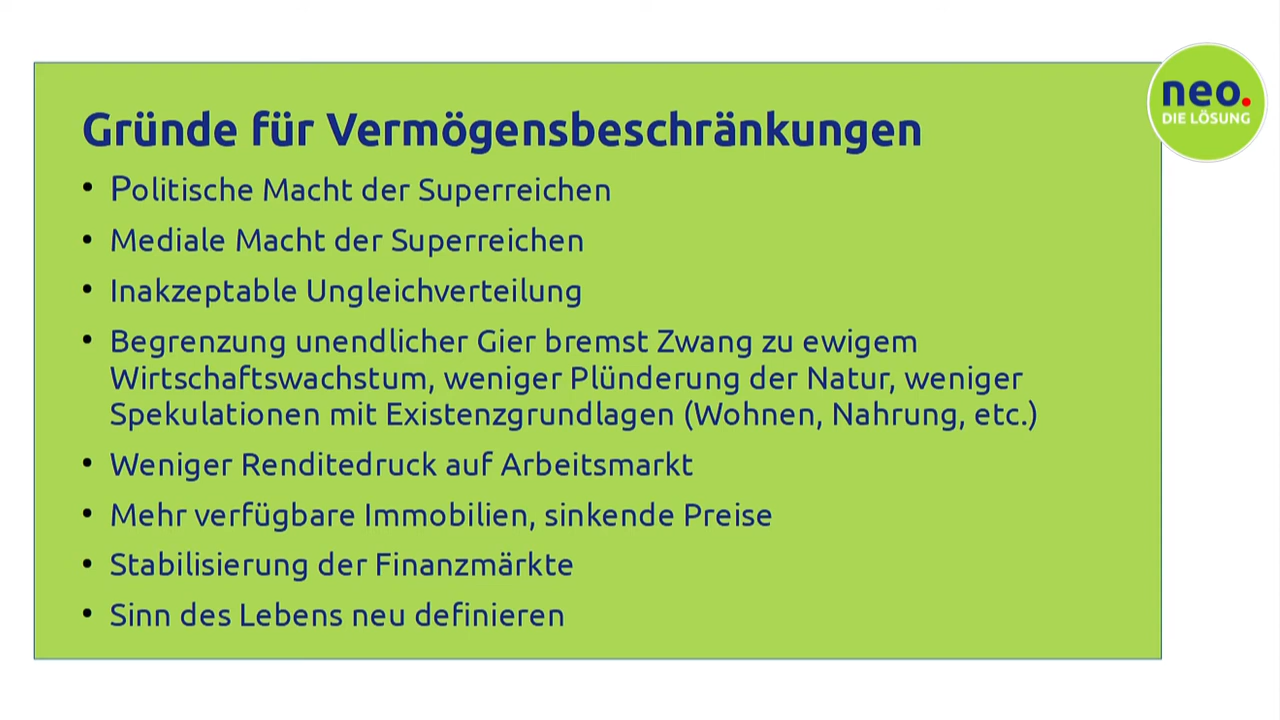 neo.
DIE LÖSUNG
Gründe für Vermögensbeschränkungen
• Politische Macht der Superreichen
• Mediale Macht der Superreichen
• Inakzeptable Ungleichverteilung
• Begrenzung unendlicher Gier bremst Zwang zu ewigem
Wirtschaftswachstum, weniger Plünderung der Natur, weniger
Spekulationen mit Existenzgrundlagen (Wohnen, Nahrung, etc.)
• Weniger Renditedruck auf Arbeitsmarkt
• Mehr verfügbare Immobilien, sinkende Preise
• Stabilisierung der Finanzmärkte
• Sinn des Lebens neu definieren